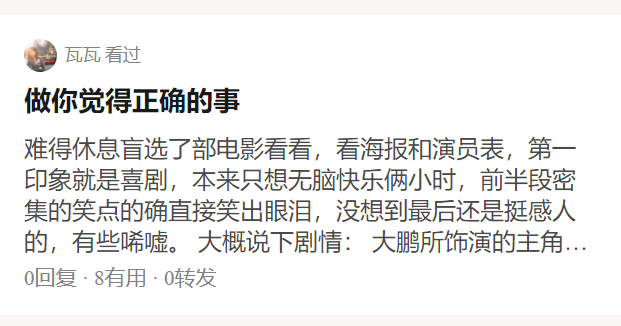 瓦瓦 看过
做你觉得正确的事
难得休息盲选了部电影看看，看海报和演员表，第一
印象就是喜剧，本来只想无脑快乐俩小时，前半段密
集的笑点的确直接笑出眼泪，没想到最后还是挺感人
的，有些唏嘘。 大概说下剧情： 大鹏所饰演的主角…
0回复 · 8有用 · 0转发